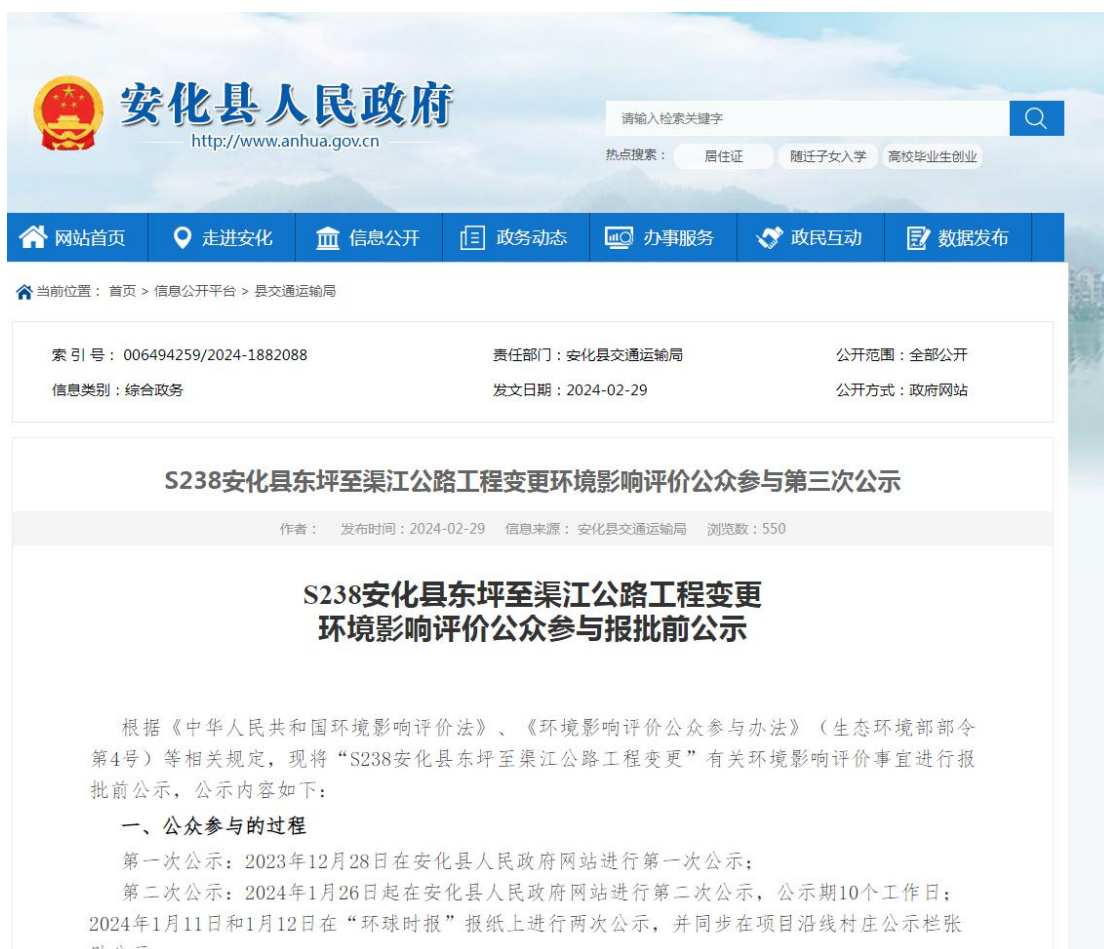 安化县人民政府
http://www.anhua.gov.cn
请输入检索关键字
热点搜索： 居住证 随迁子女入学 高校毕业生创业
网站首页 走进安化 信息公开 政务动态 办事服务 政民互动 数据发布
当前位置： 首页 > 信息公开平台 > 县交通运输局
索 引 号： 006494259/2024-1882088 责任部门：安化县交通运输局 公开范围：全部公开
信息类别：综合政务 发文日期：2024-02-29 公开方式：政府网站
S238安化县东坪至渠江公路工程变更环境影响评价公众参与第三次公示
作者： 发布时间：2024-02-29 信息来源： 安化县交通运输局 浏览数：550
S238安化县东坪至渠江公路工程变更
环境影响评价公众参与报批前公示
根据《中华人民共和国环境影响评价法》、《环境影响评价公众参与办法》（生态环境部部令
第4号）等相关规定，现将“S238安化县东坪至渠江公路工程变更”有关环境影响评价事宜进行报
批前公示，公示内容如下：
一、公众参与的过程
第一次公示：2023年12月28日在安化县人民政府网站进行第一次公示；
第二次公示：2024年1月26日起在安化县人民政府网站进行第二次公示，公示期10个工作日；
2024年1月11日和1月12日在“环球时报”报纸上进行两次公示，并同步在项目沿线村庄公示栏张